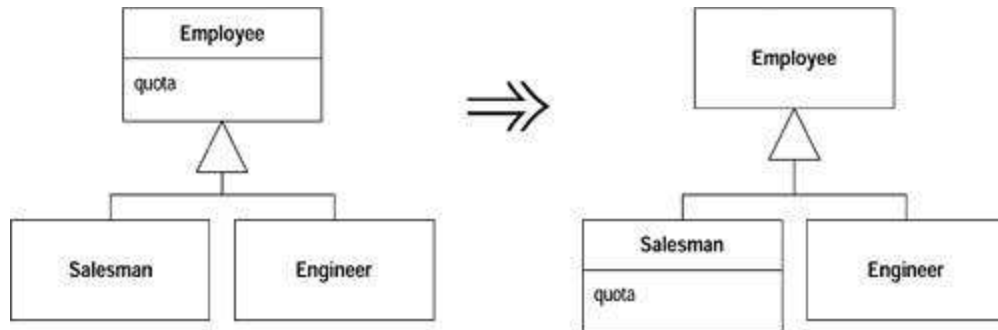 Employee
quota
Salesman
Engineer
Employee
Salesman
quota
Engineer